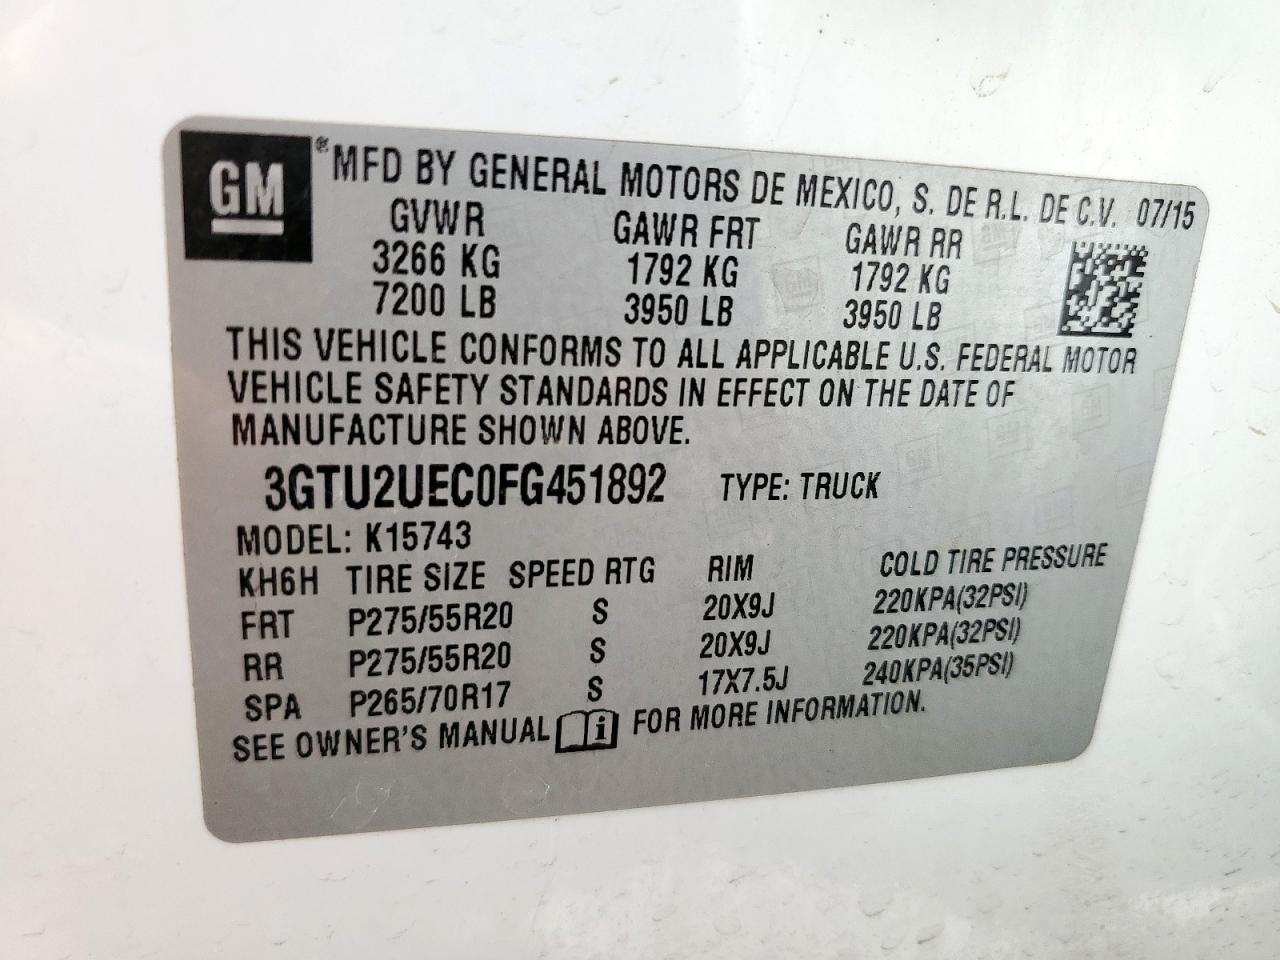 GM ® MFD BY GENERAL MOTORS DE MEXICO, S. DE R.L. DE C.V. 07/15
GVWR GAWR FRT GAWR RR
3266 KG 1792 KG 1792 KG
7200 LB 3950 LB 3950 LB
THIS VEHICLE CONFORMS TO ALL APPLICABLE U.S. FEDERAL MOTOR
VEHICLE SAFETY STANDARDS IN EFFECT ON THE DATE OF
MANUFACTURE SHOWN ABOVE.
3GTU2UEC0FG451892 TYPE: TRUCK
MODEL: K15743
KH6H TIRE SIZE SPEED RTG RIM COLD TIRE PRESSURE
FRT P275/55R20 S 20X9J 220KPA(32PSI)
RR P275/55R20 S 20X9J 220KPA(32PSI)
SPA P265/70R17 S 17X7.5J 240KPA(35PSI)
SEE OWNER'S MANUAL i FOR MORE INFORMATION.